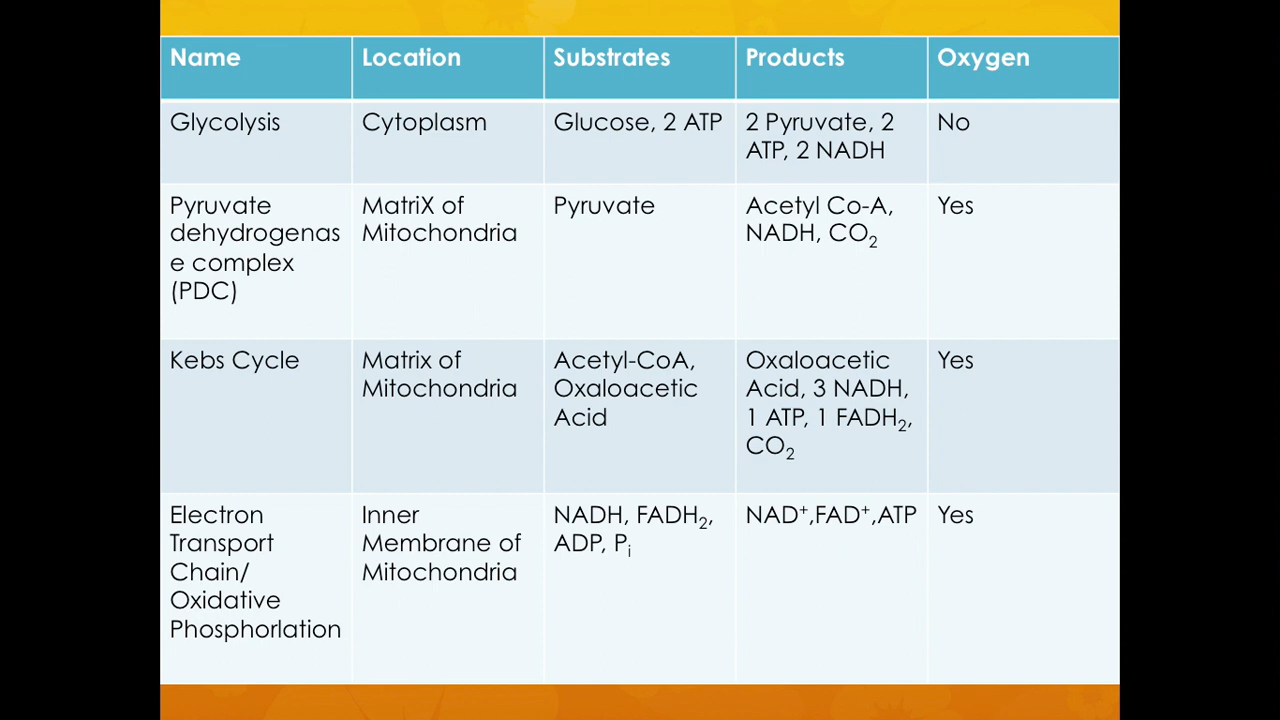 Name
Location
Substrates
Products
Oxygen
Glycolysis
Cytoplasm
Glucose, 2 ATP
2 Pyruvate, 2
ATP, 2 NADH
No
Pyruvate
dehydrogenas
e complex
(PDC)
MatriX of
Mitochondria
Pyruvate
Acetyl Co-A,
NADH, CO₂
Yes
Kebs Cycle
Matrix of
Mitochondria
Acetyl-CoA,
Oxaloacetic
Acid
Oxaloacetic
Acid, 3 NADH,
1 ATP, 1 FADH₂,
CO₂
Yes
Electron
Transport
Chain/
Oxidative
Phosphorlation
Inner
Membrane of
Mitochondria
NADH, FADH₂,
ADP, Pᵢ
NAD⁺,FAD⁺,ATP
Yes